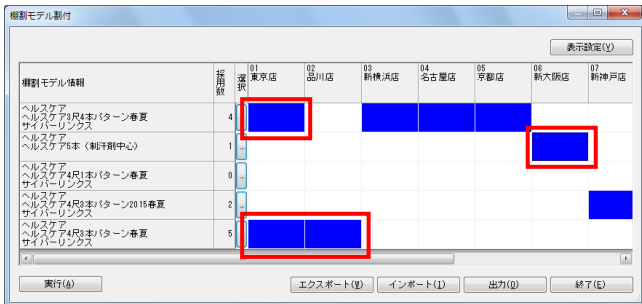 棚割モデル割付
表示設定(Y)
棚割モデル情報
採用数
選択
01
東京店
02
品川店
03
新横浜店
04
名古屋店
05
京都店
06
新大阪店
07
新神戸店
ヘルスケア
ヘルスケア3尺4本パターン春夏
サイバーリンクス
4
ヘルスケア
ヘルスケア5本(制汗剤中心)
1
...
ヘルスケア
ヘルスケア4尺1本パターン春夏
サイバーリンクス
0
...
ヘルスケア
ヘルスケア4尺3本パターン2015春夏
サイバーリンクス
2
...
ヘルスケア
ヘルスケア4尺3本パターン春夏
サイバーリンクス
5
実行(A)
エクスポート(W)
インポート(I)
出力(O)
終了(E)